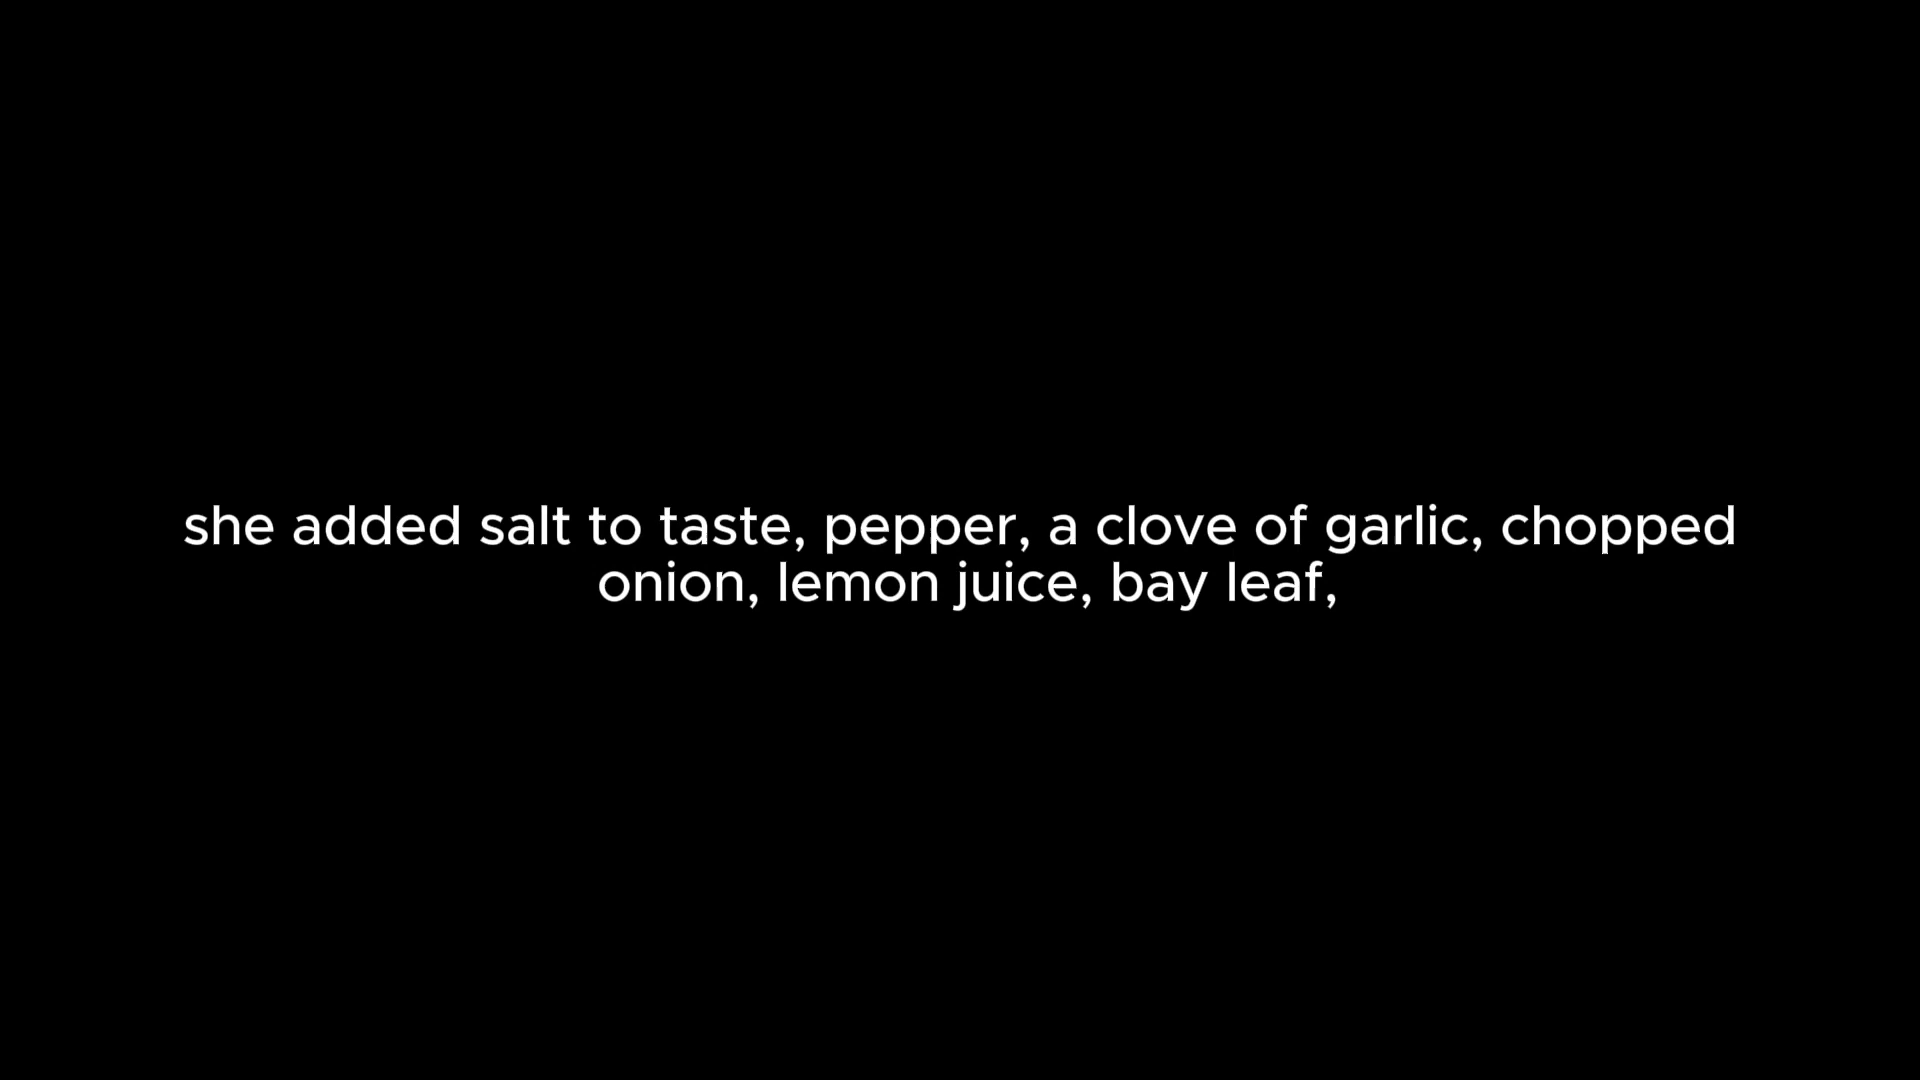 she added salt to taste, pepper, a clove of garlic, chopped
onion, lemon juice, bay leaf,